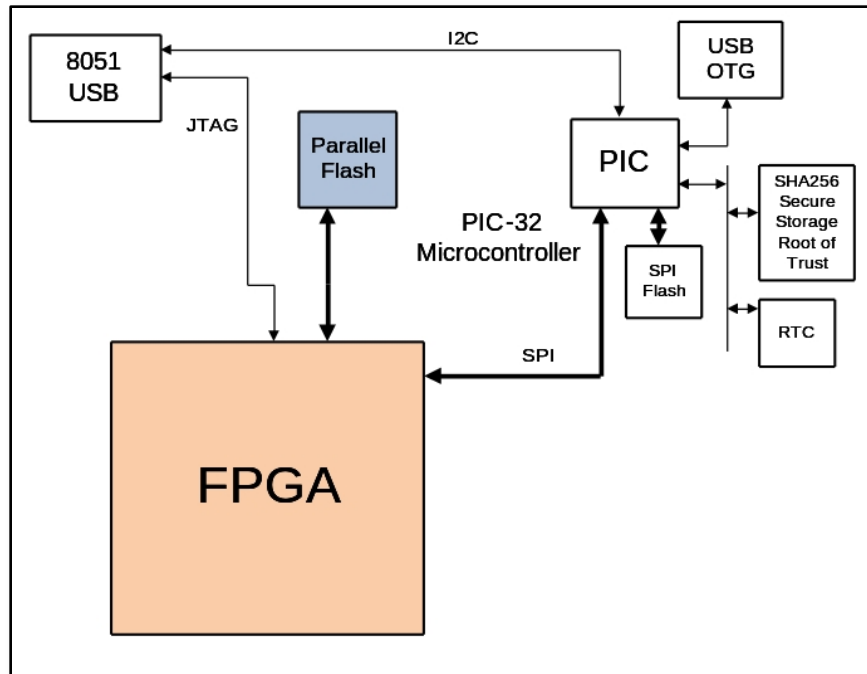 8051
USB
I2C
USB
OTG
JTAG
Parallel
Flash
PIC
PIC-32
Microcontroller
SHA256
Secure
Storage
Root of
Trust
SPI
Flash
RTC
SPI
FPGA